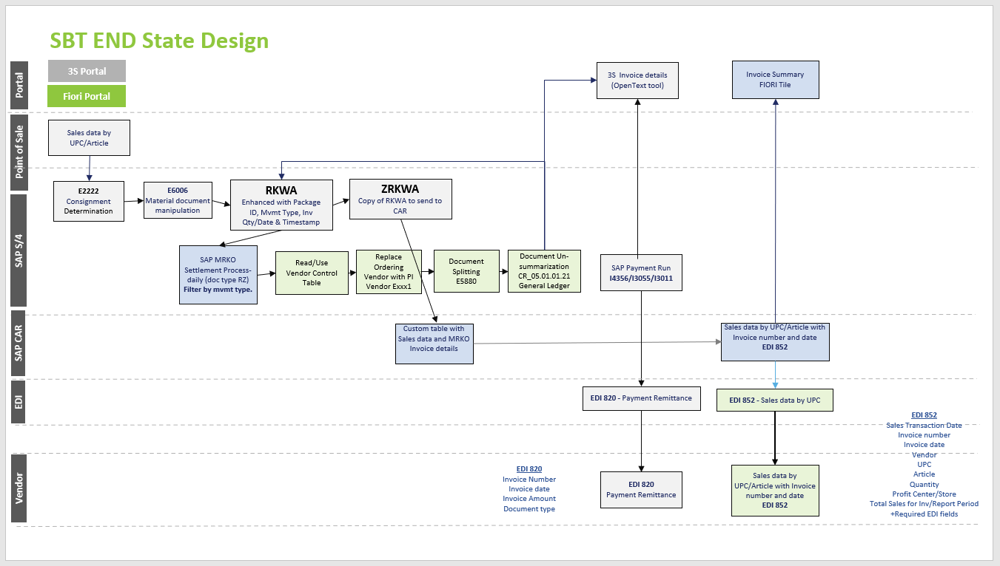 SBT END State Design
Portal
3S Portal
Fiori Portal
3S  Invoice details
(OpenText tool)
Invoice Summary
FIORI Tile
Point of Sale
Sales data by
UPC/Article
SAP S/4
E2222
Consignment
Determination
E6006
Material document
manipulation
RKWA
Enhanced with Package
ID, Mvmt Type, Inv
Qty/Date & Timestamp
ZRKWA
Copy of RKWA to send to
CAR
SAP MRKO
Settlement Process-
daily (doc type RZ)
Filter by mvmt type.
Read/Use
Vendor Control
Table
Replace
Ordering
Vendor with PI
Vendor Exxx1
Document
Splitting
E5880
Document Un-
summarization
CR_05.01.01.21
General Ledger
SAP Payment Run
I4356/I3055/I3011
SAP CAR
Custom table with
Sales data and MRKO
Invoice details
Sales data by UPC/Article with
Invoice number and date
EDI 852
EDI
EDI 820 - Payment Remittance
EDI 852 - Sales data by UPC
Vendor
EDI 820
Invoice Number
Invoice date
Invoice Amount
Document type
EDI 820
Payment Remittance
Sales data by
UPC/Article with Invoice
number and date
EDI 852
EDI 852
Sales Transaction Date
Invoice number
Invoice date
Vendor
UPC
Article
Quantity
Profit Center/Store
Total Sales for Inv/Report Period
+Required EDI fields